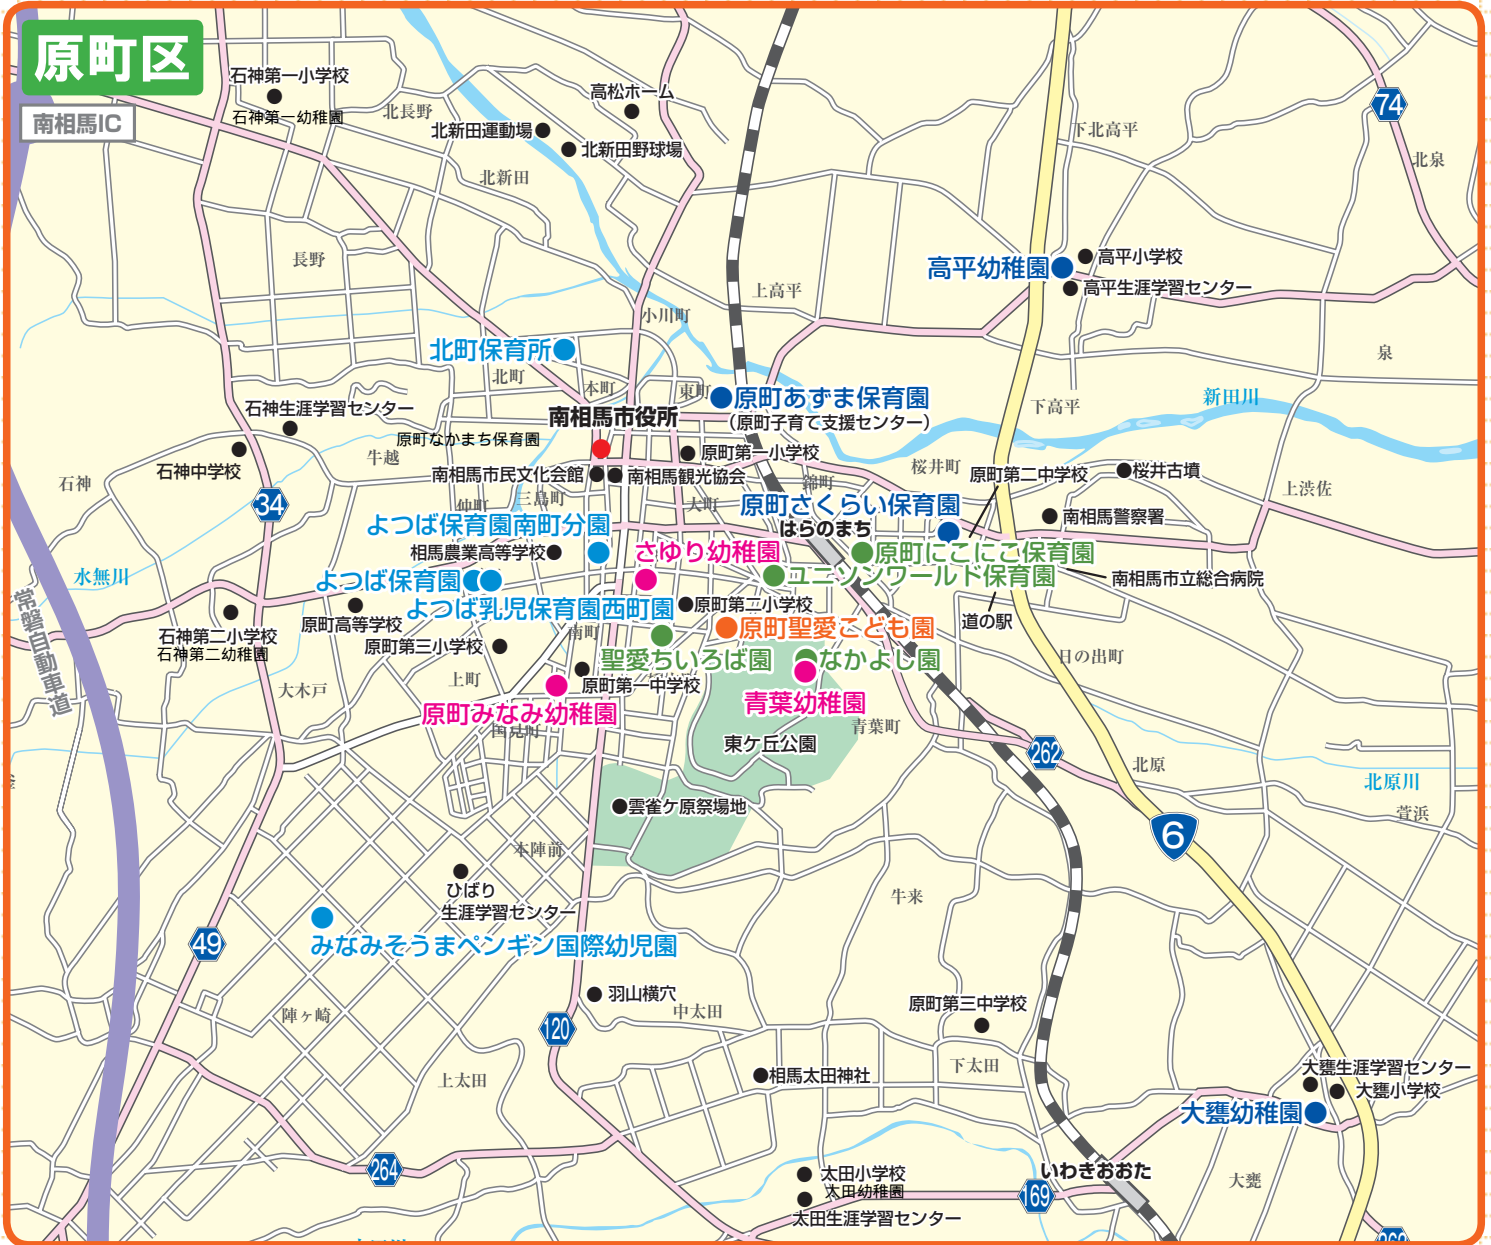 原町区
南相馬IC
石神第一小学校
石神第一幼稚園
北長野
高松ホーム
北新田運動場
北新田野球場
北新田
下北高平
74
北泉
長野
高平小学校
高平幼稚園
高平生涯学習センター
上高平
小川町
北町保育所
北町
本町
東町
泉
新田川
原町あずま保育園
(原町子育て支援センター)
下高平
石神生涯学習センター
南相馬市役所
原町なかまち保育園
牛越
石神中学校
石神
原町第一小学校
南相馬市民文化会館
南相馬観光協会
桜井町
原町第二中学校
桜井古墳
上渋佐
錦町
34
仲町
三島町
大町
原町さくらい保育園
南相馬警察署
よつば保育園南町分園
はらのまち
相馬農業高等学校
さゆり幼稚園
原町にこにこ保育園
水無川
よつば保育園
ユニソンワールド保育園
南相馬市立総合病院
常磐自動車道
よつば乳児保育園西町園
原町第二小学校
道の駅
原町高等学校
石神第二小学校
石神第二幼稚園
南町
原町聖愛こども園
原町第三小学校
聖愛ちいろば園
なかよし園
日の出町
大木戸
上町
原町第一中学校
青葉幼稚園
原町みなみ幼稚園
国見町
青葉町
東ケ丘公園
262
北原
北原川
萱浜
雲雀ケ原祭場地
6
本陣前
ひばり
生涯学習センター
牛来
みなみそうまペンギン国際幼児園
49
羽山横穴
陣ヶ崎
中太田
120
原町第三中学校
上太田
相馬太田神社
下太田
大甕生涯学習センター
大甕小学校
大甕幼稚園
264
いわきおおた
太田小学校
太田幼稚園
169
大甕
太田生涯学習センター